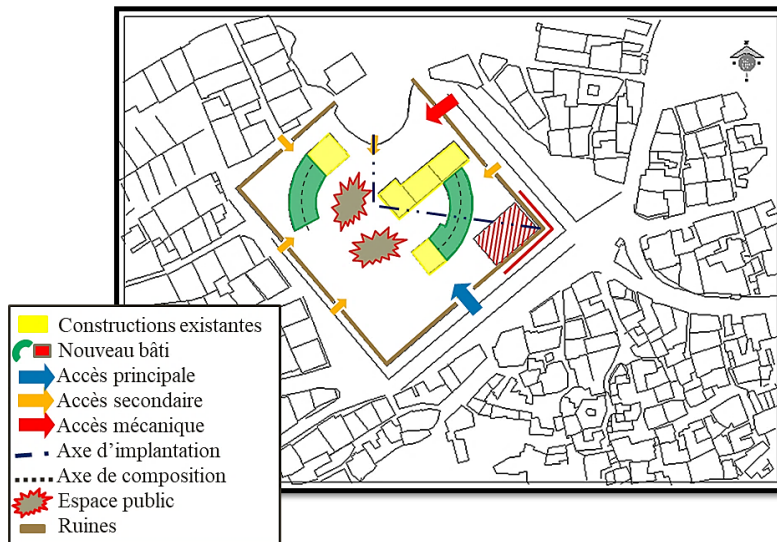 Constructions existantes
Nouveau bâti
Accès principale
Accès secondaire
Accès mécanique
Axe d'implantation
Axe de composition
Espace public
Ruines